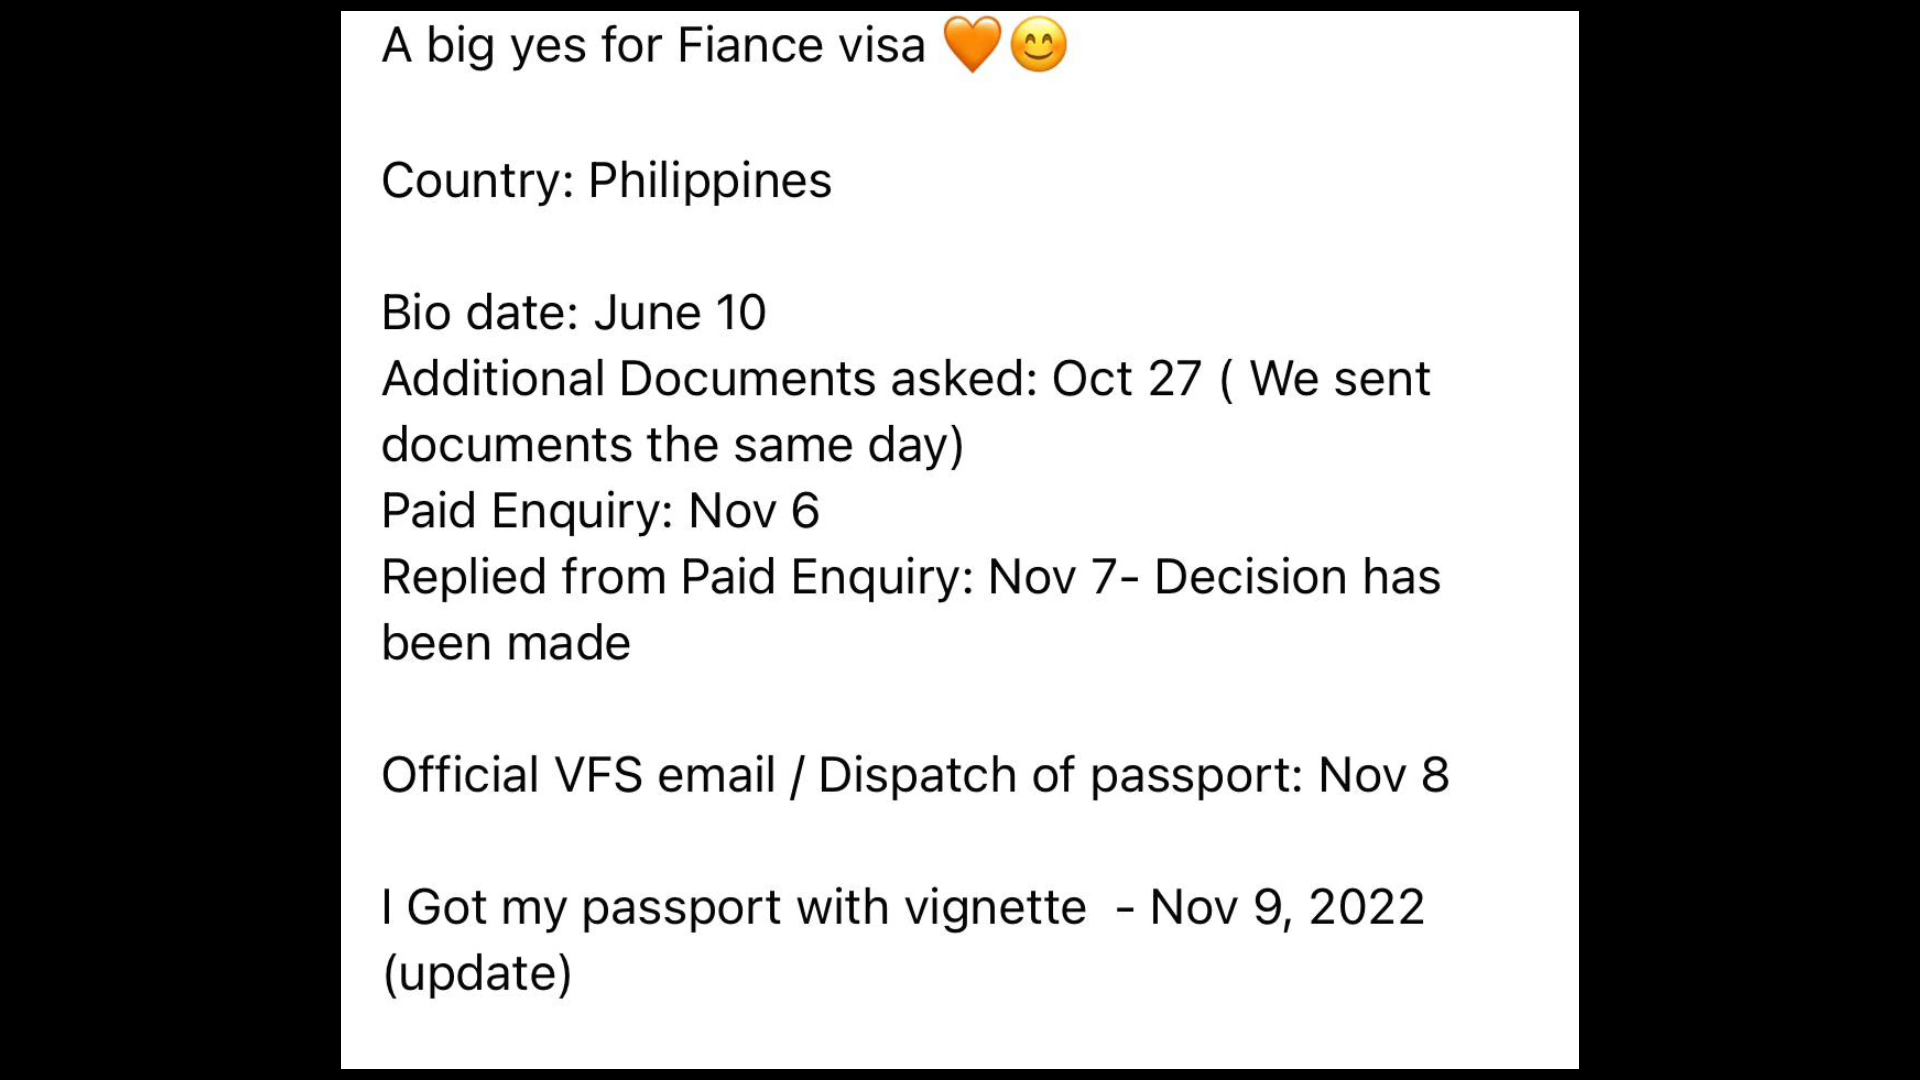 A big yes for Fiance visa 🧡😊
Country: Philippines
Bio date: June 10
Additional Documents asked: Oct 27 ( We sent
documents the same day)
Paid Enquiry: Nov 6
Replied from Paid Enquiry: Nov 7- Decision has
been made
Official VFS email / Dispatch of passport: Nov 8
I Got my passport with vignette  - Nov 9, 2022
(update)